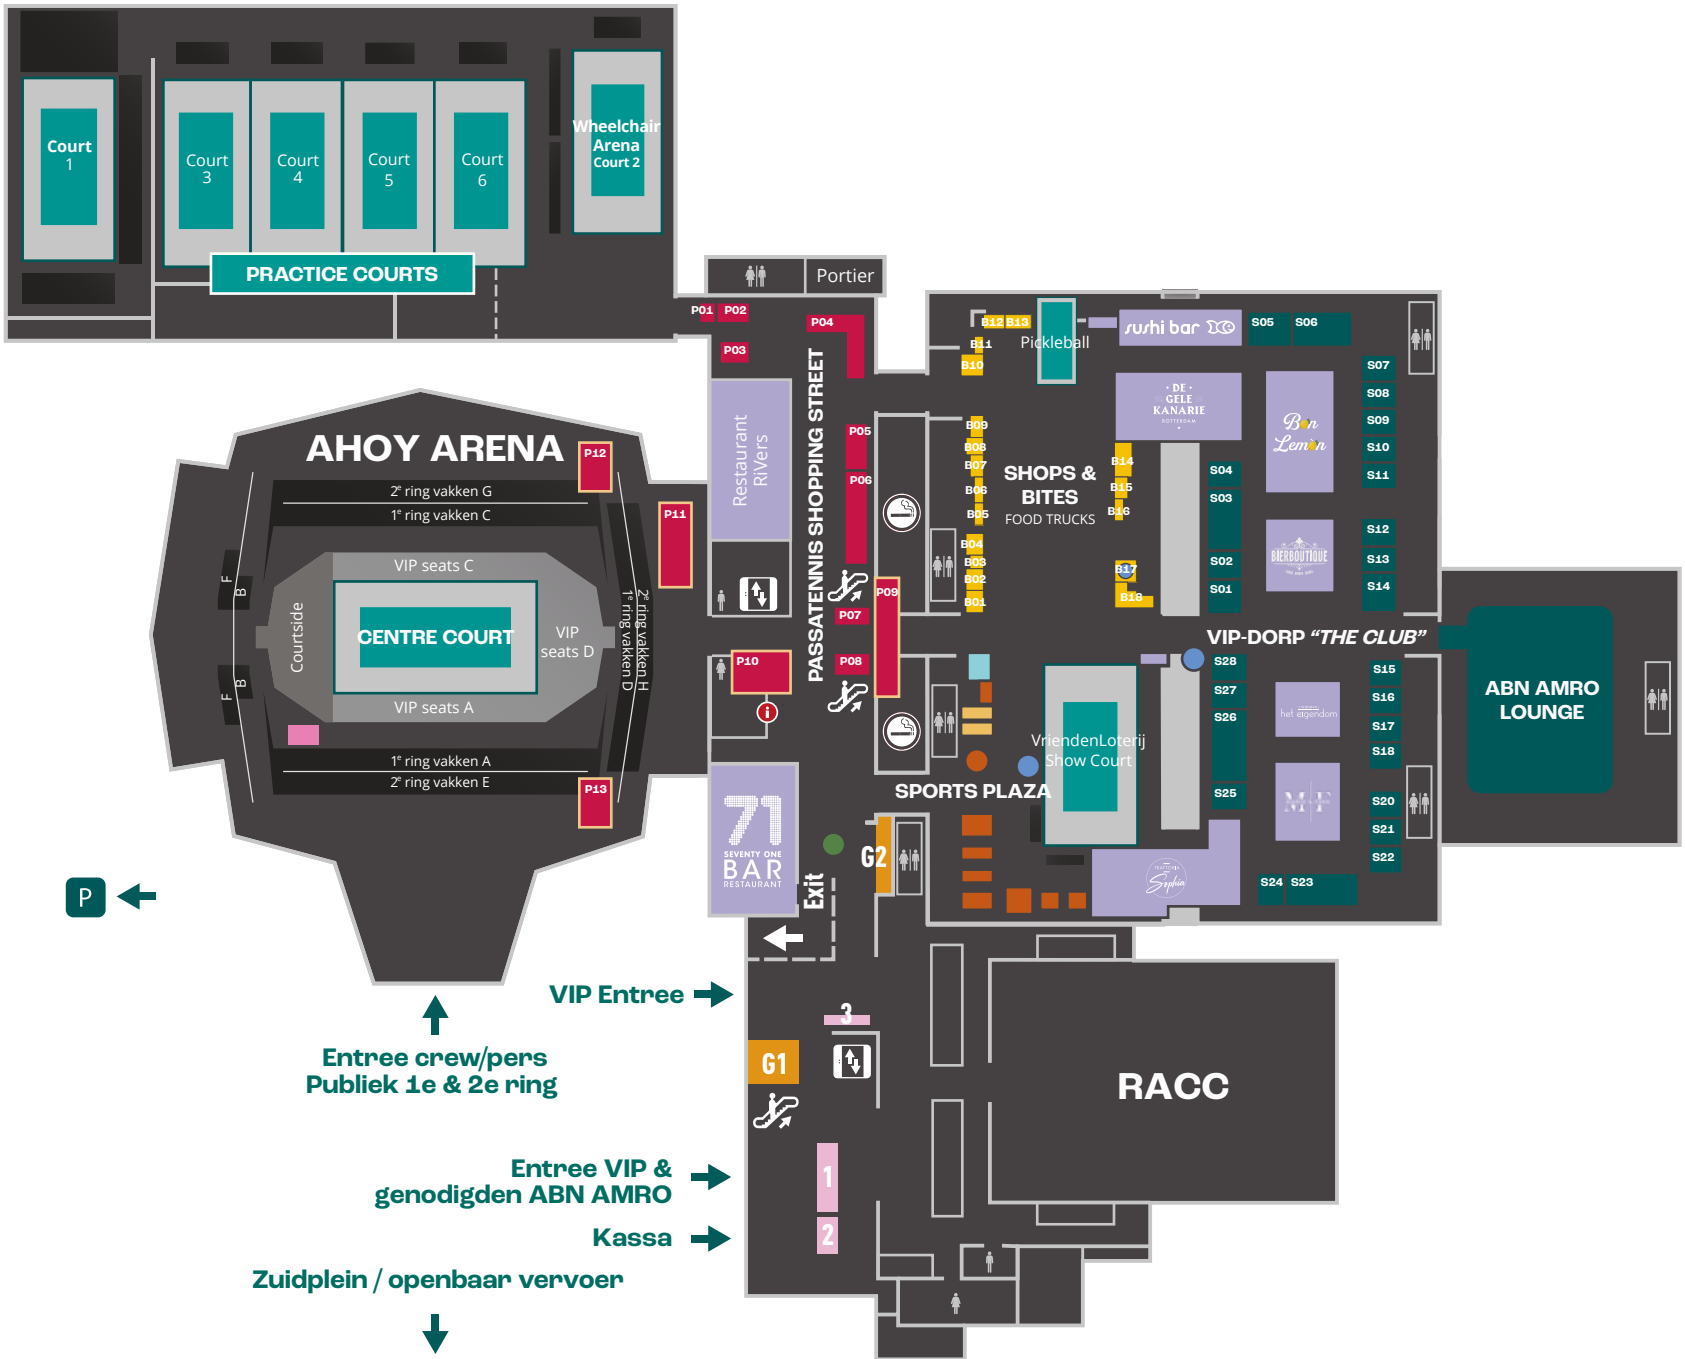 Court
1
Court
3
Court
4
Court
5
Court
6
Wheelchair
Arena
Court 2
PRACTICE COURTS
Portier
P01
P02
P03
P04
P05
P06
P07
P08
P09
P10
P11
P12
P13
PASSATENNIS SHOPPING STREET
Restaurant
RiVers
AHOY ARENA
2e ring vakken G
1e ring vakken C
VIP seats C
Courtside
CENTRE COURT
VIP
seats D
VIP seats A
1e ring vakken A
2e ring vakken E
2e ring vakken H
1e ring vakken D
F
B
F
B
i
71
SEVENTY ONE
BAR
RESTAURANT
Exit
G2
B12
B13
B11
B10
B09
B08
B07
B06
B05
B04
B03
B02
B01
B14
B15
B16
B17
B18
Pickleball
SHOPS &
BITES
FOOD TRUCKS
sushi bar
• DE •
GELE
KANARIE
ROTTERDAM
Bon
Lemon
BIERBOUTIQUE
S05
S06
S07
S08
S09
S10
S11
S12
S13
S14
S04
S03
S02
S01
VIP-DORP “THE CLUB”
S28
S27
S26
S25
S15
S16
S17
S18
S20
S21
S22
S24
S23
het eigendom
M|F
TRATTORIA
Sophia
ABN AMRO
LOUNGE
VriendenLoterij
Show Court
SPORTS PLAZA
P
VIP Entree
3
G1
Entree crew/pers
Publiek 1e & 2e ring
Entree VIP &
genodigden ABN AMRO
1
Kassa
2
Zuidplein / openbaar vervoer
RACC